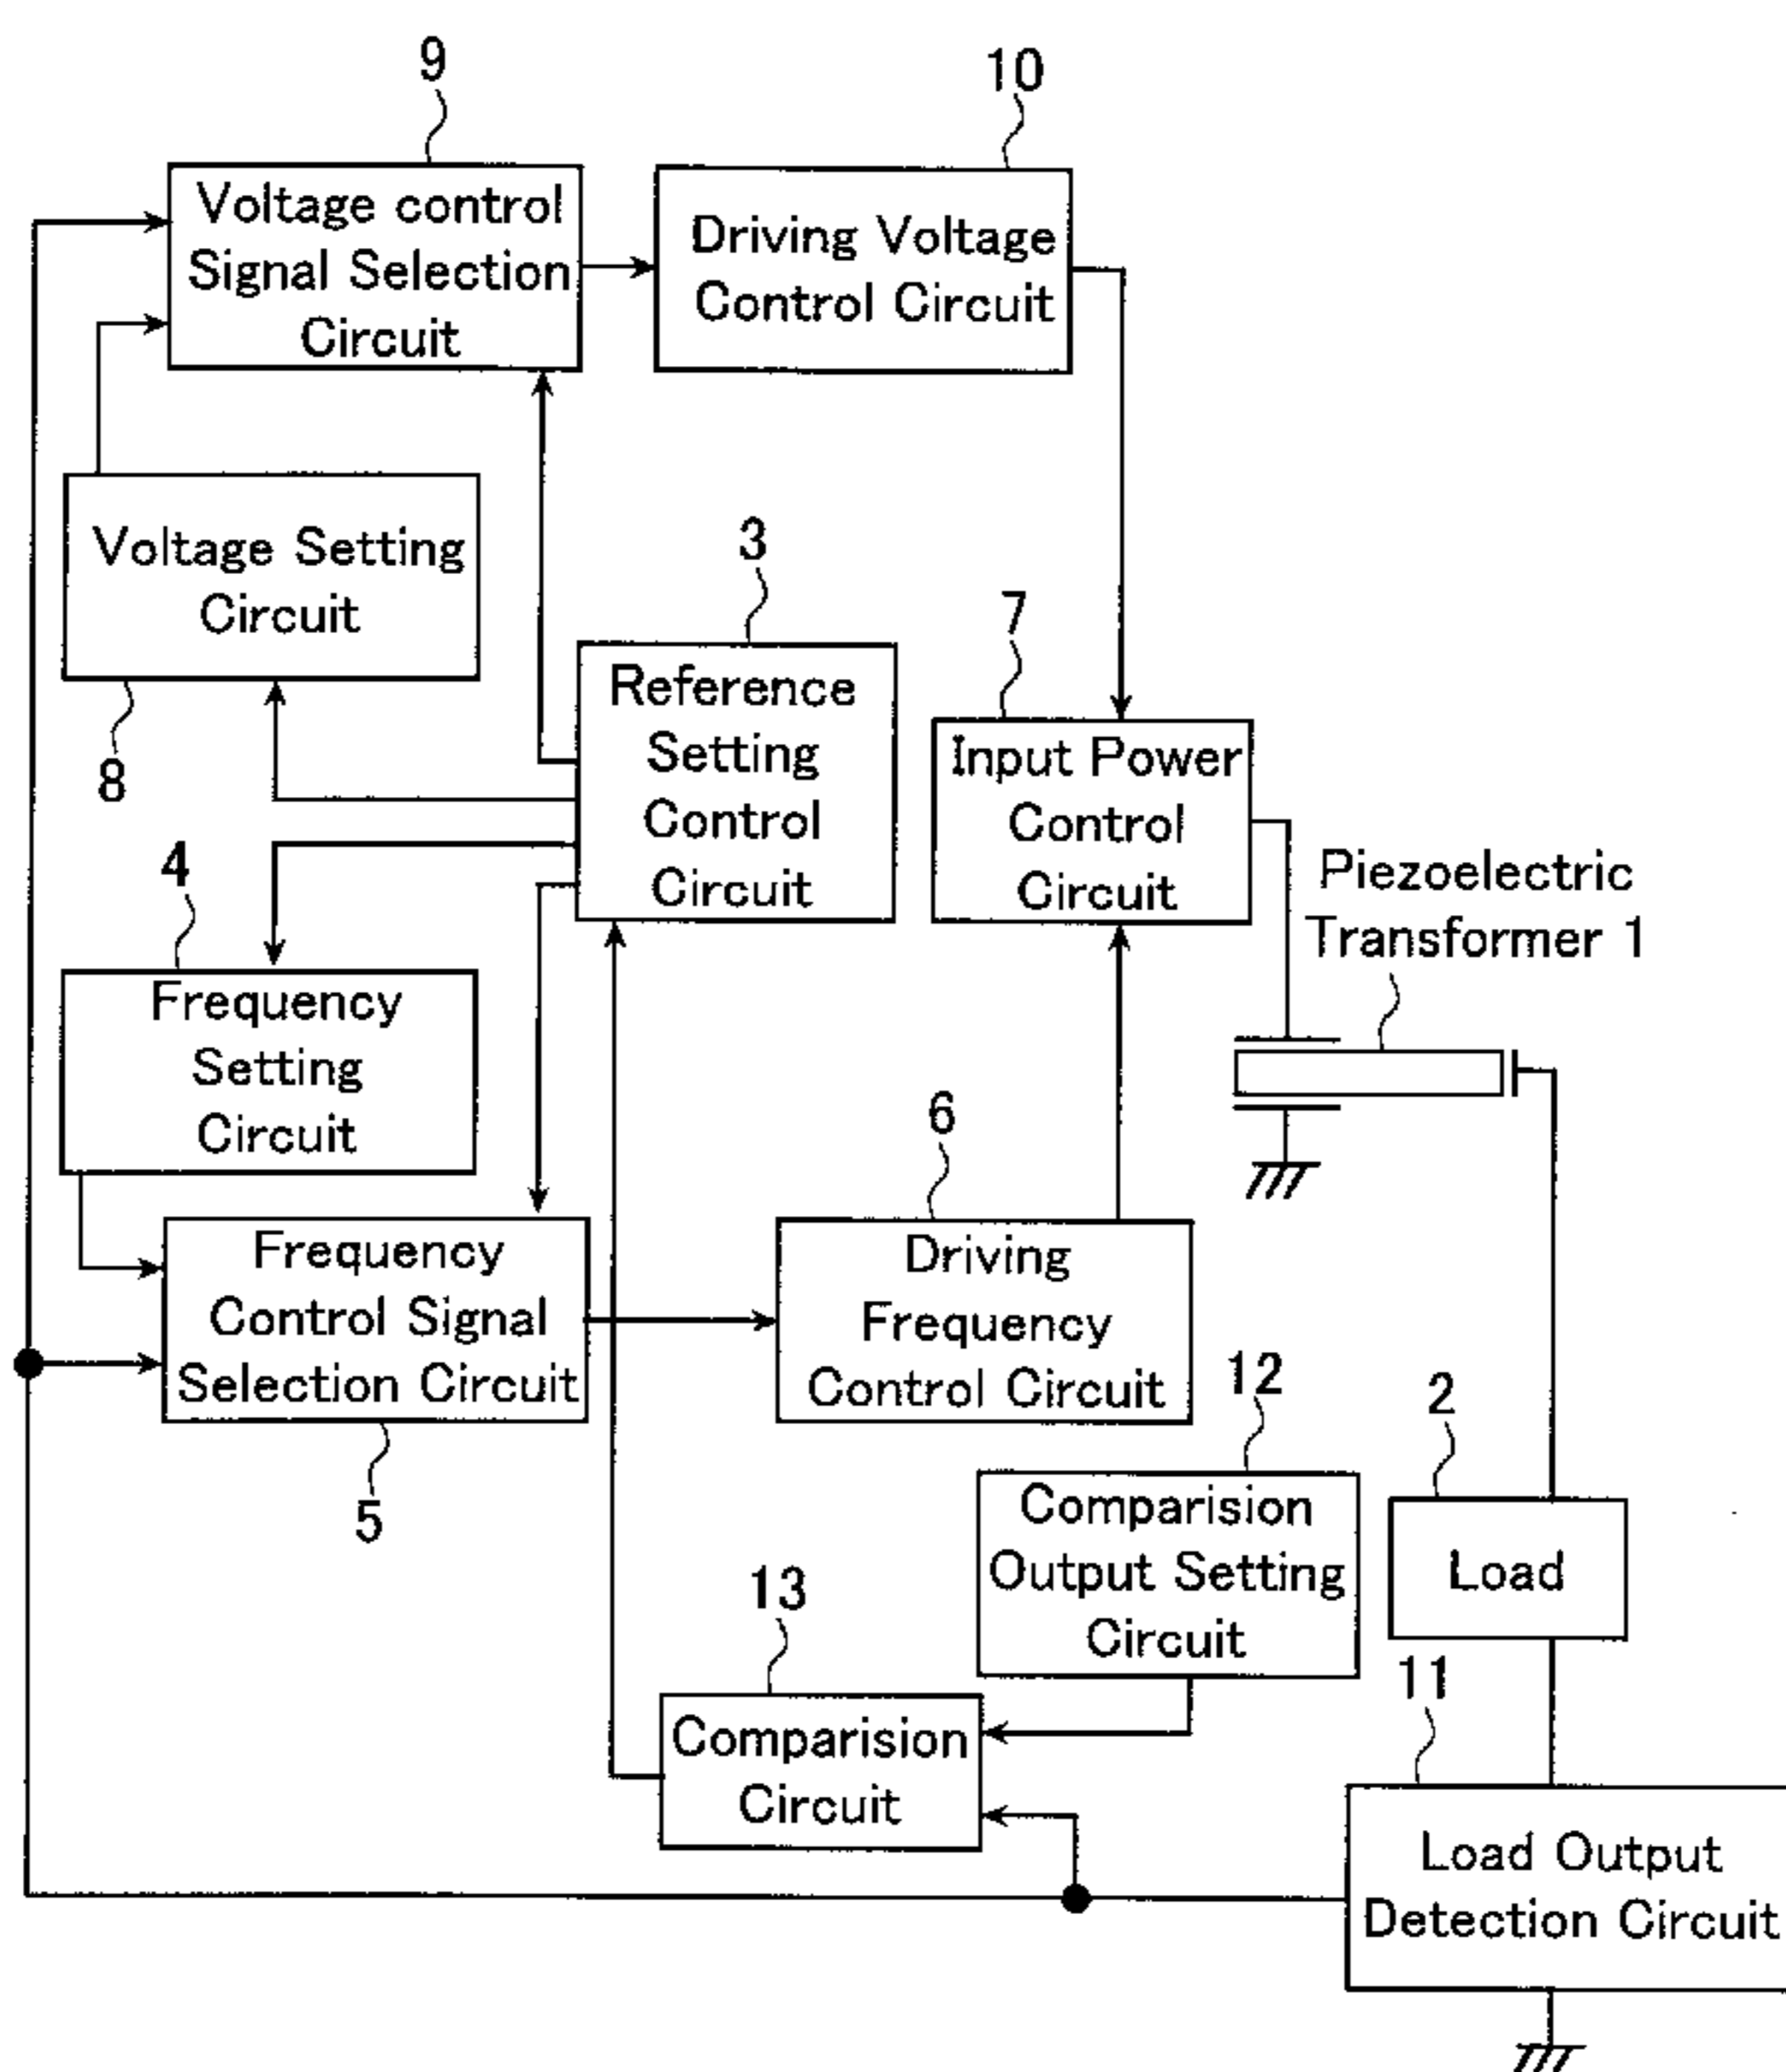 9
10
Voltage control
Signal Selection
Circuit
Driving Voltage
Control Circuit
Voltage Setting
Circuit
8
3
Reference
Setting
Control
Circuit
7
Input Power
Control
Circuit
Piezoelectric
Transformer 1
4
Frequency
Setting
Circuit
6
Frequency
Control Signal
Selection Circuit
5
Driving
Frequency
Control Circuit
12
Comparision
Output Setting
Circuit
2
Load
13
Comparision
Circuit
11
Load Output
Detection Circuit